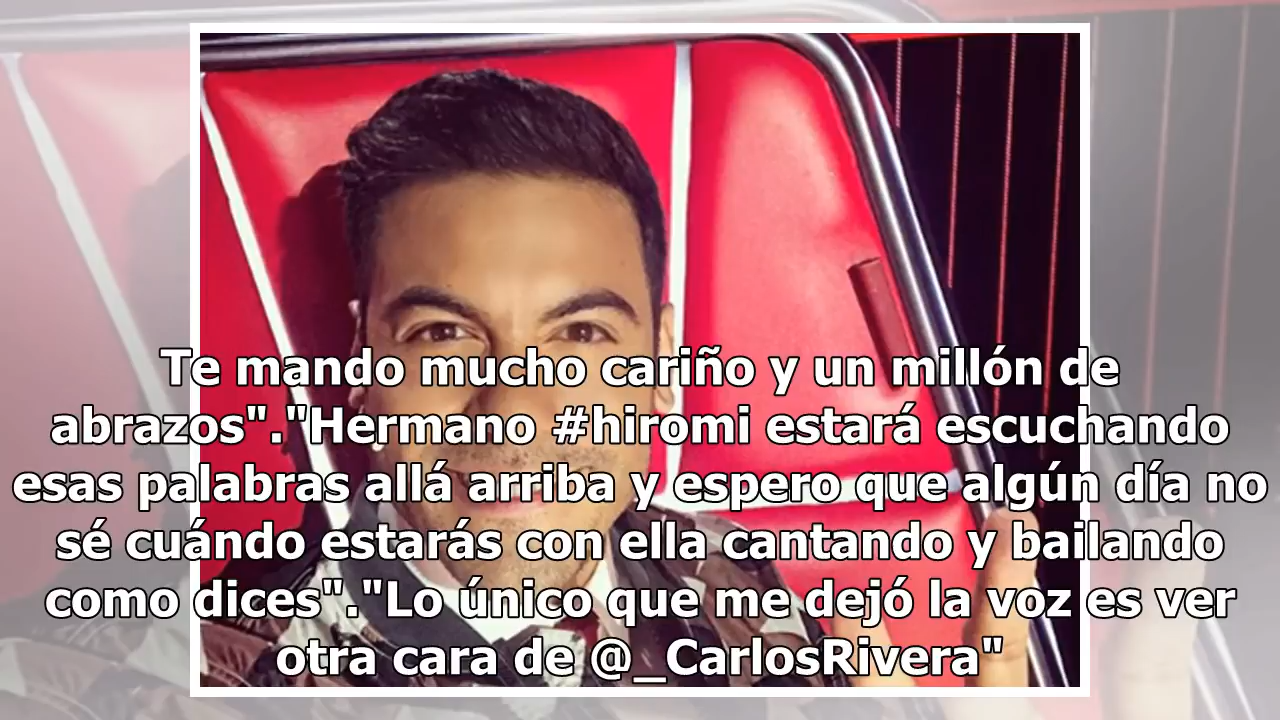 Te mando mucho cariño y un millón de
abrazos"."Hermano #hiromi estará escuchando
esas palabras allá arriba y espero que algún día no
sé cuándo estarás con ella cantando y bailando
como dices"."Lo único que me dejó la voz es ver
otra cara de @_CarlosRivera"